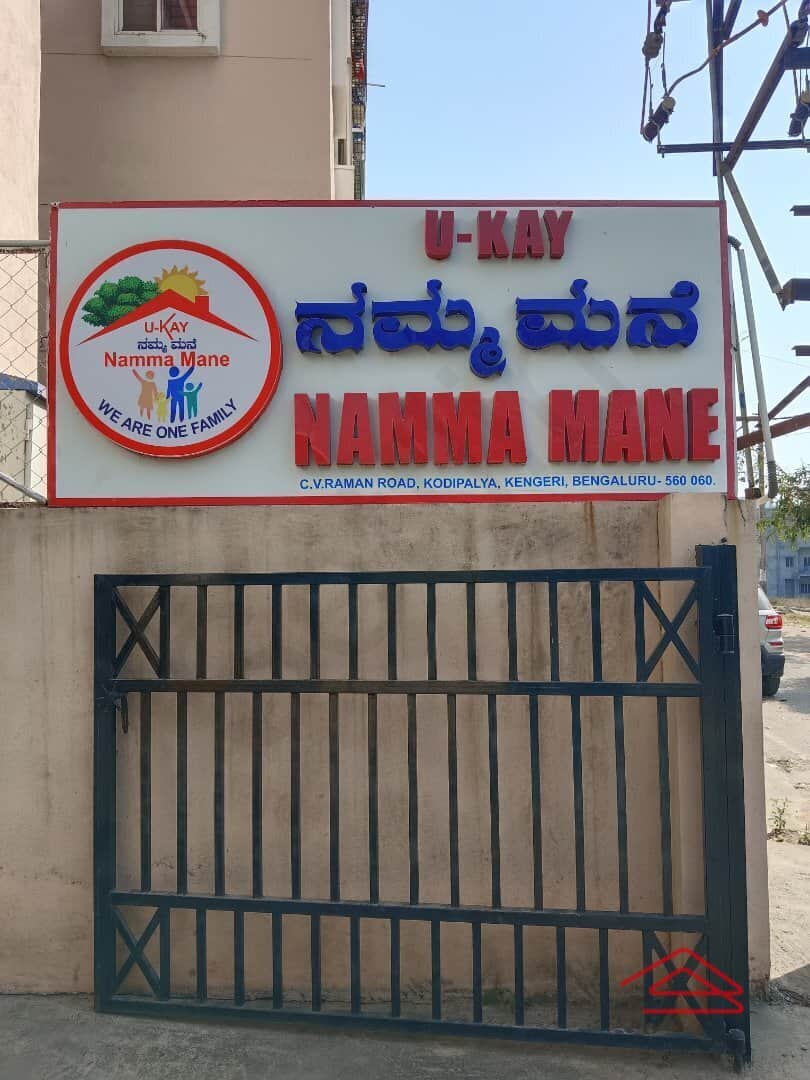 U-KAY
ನಮ್ಮ ಮನೆ
Namma Mane
WE ARE ONE FAMILY
U-KAY
ನಮ್ಮ ಮನೆ
NAMMA MANE
C.V.RAMAN ROAD, KODIPALYA, KENGERI, BENGALURU- 560 060.